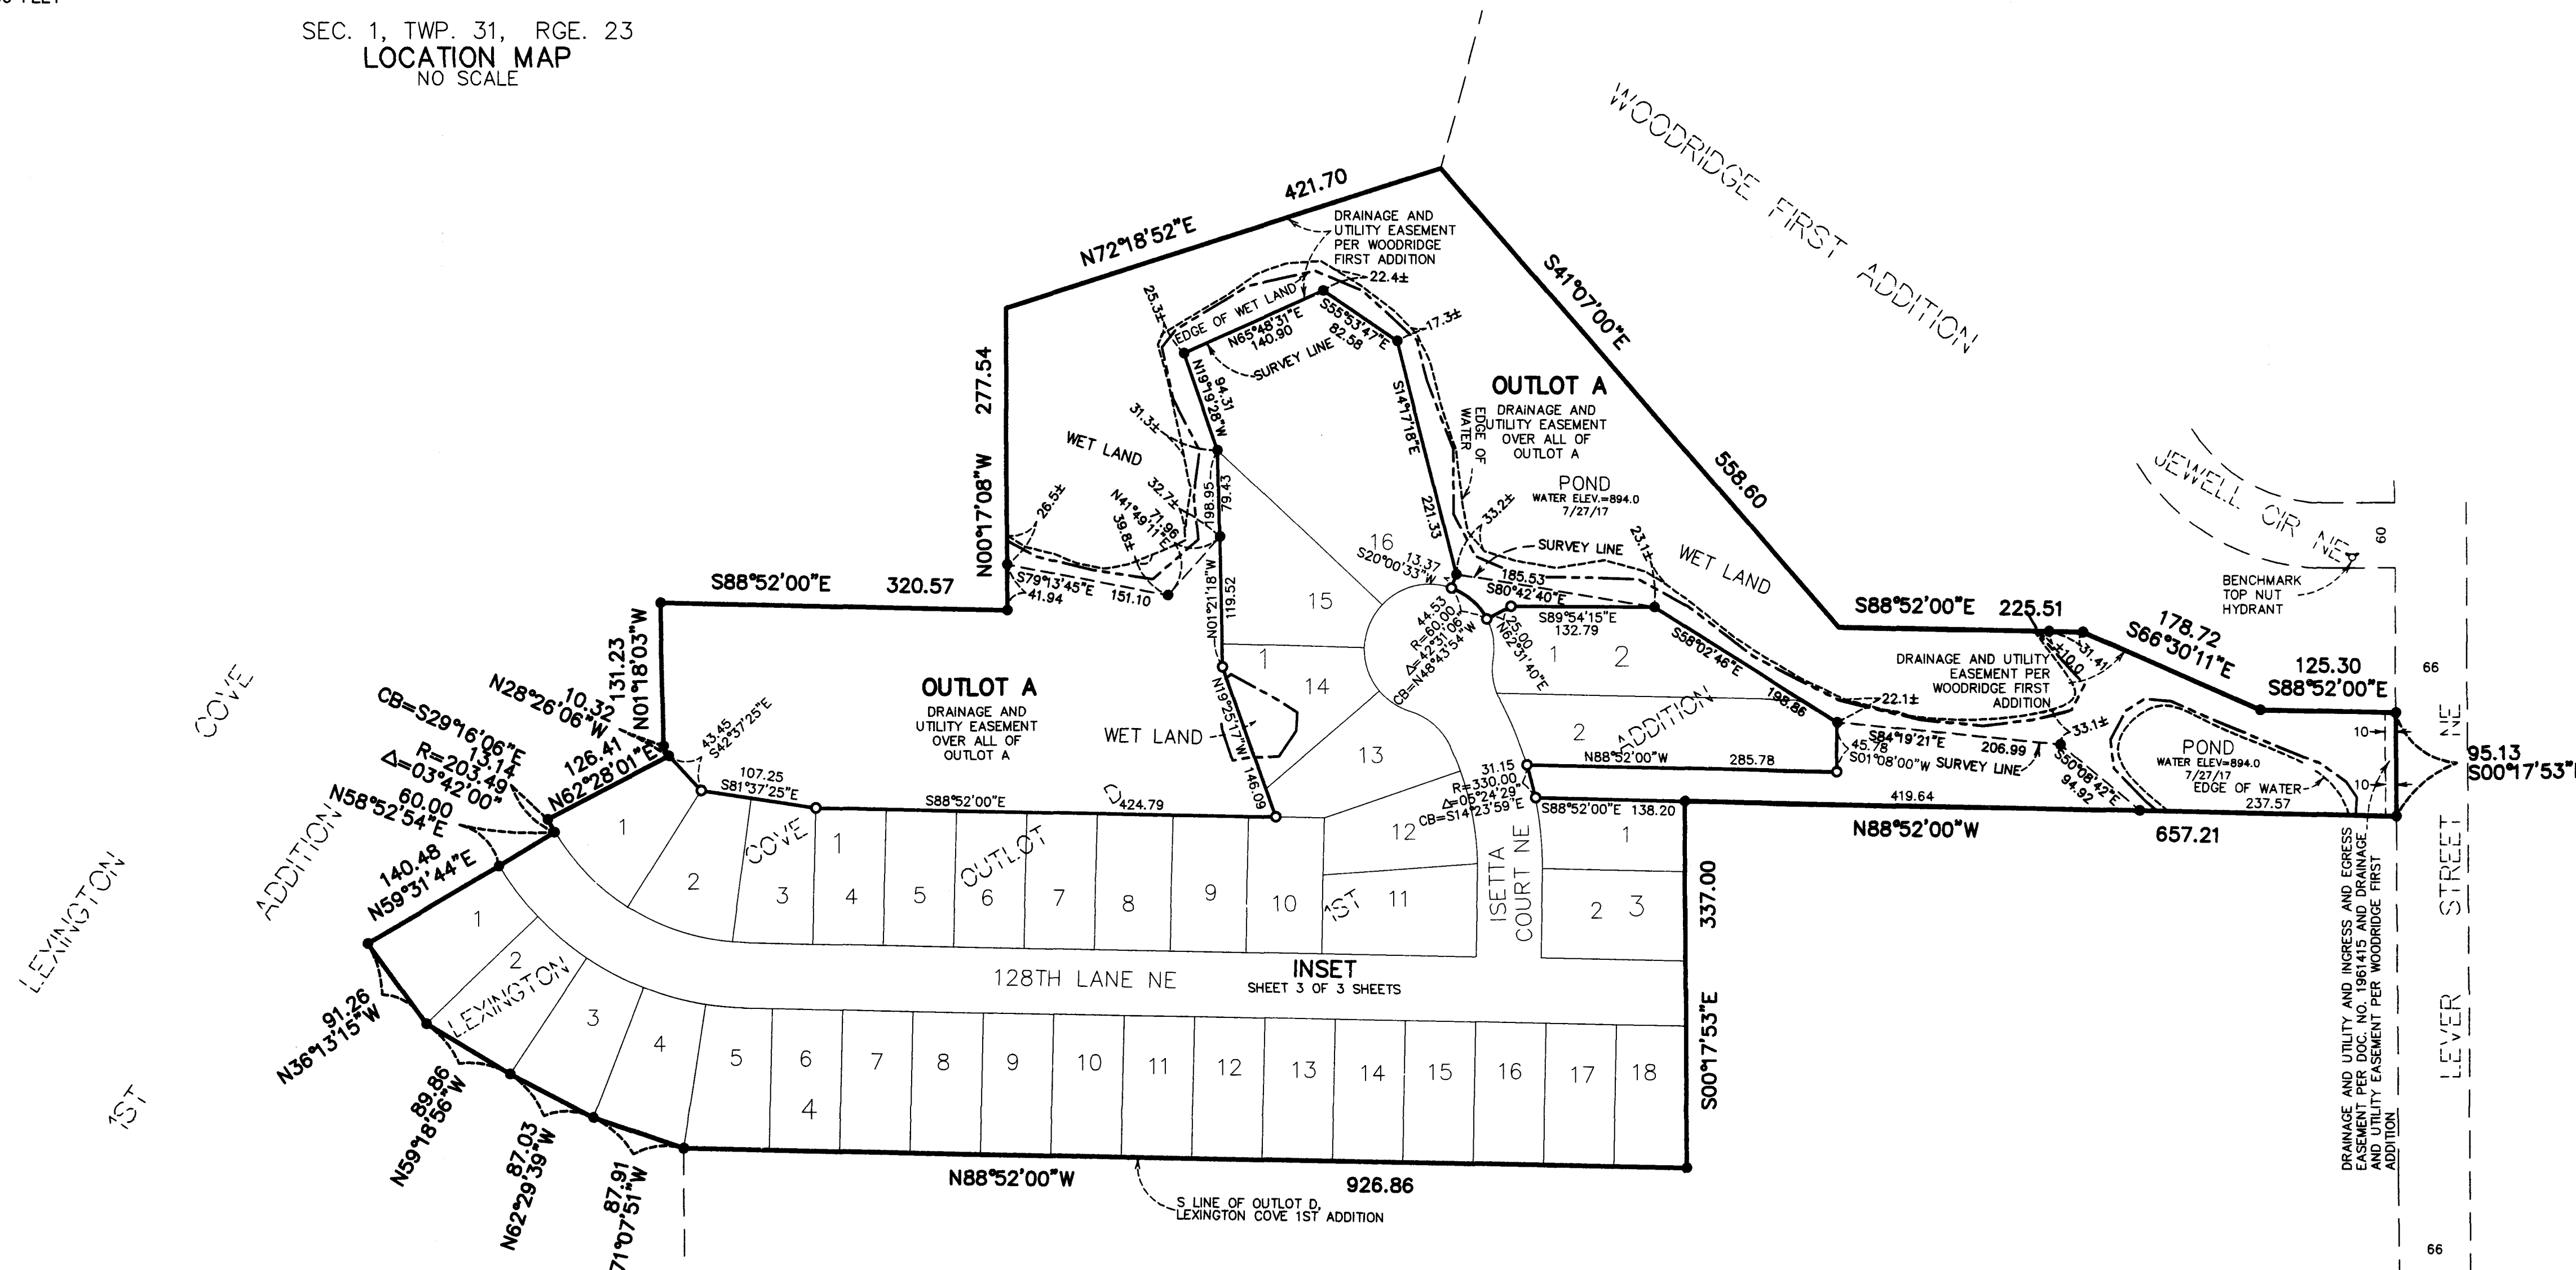 SEC. 1, TWP. 31, RGE. 23
LOCATION MAP
NO SCALE
WOODRIDGE FIRST ADDITION
421.70
N72°18'52"E
DRAINAGE AND
UTILITY EASEMENT
PER WOODRIDGE
FIRST ADDITION
22.4±
25.3±
EDGE OF WET LAND
N65°48'31"E
140.90
SURVEY LINE
S55°53'47"E
82.58
17.3±
S41°07'00"E
558.60
277.54
N00°17'08"W
N19°19'28"W
94.31
31.3±
WET LAND
32.7±
N41°49'11"E
71.96
39.8±
198.95
79.43
26.5±
S79°13'45"E
151.10
41.94
S14°17'18"E
221.33
OUTLOT A
DRAINAGE AND
UTILITY EASEMENT
OVER ALL OF
OUTLOT A
EDGE OF
WATER
POND
WATER ELEV.=894.0
7/27/17
33.2±
SURVEY LINE
23.1±
WET LAND
16
13.37
S20°00'33"W
185.53
S80°42'40"E
S89°54'15"E
132.79
44.53
R=60.00
Δ=42°31'06"
CB=N48°43'54"W
25.00
N62°31'40"E
S58°02'46"E
198.86
JEWELL CIR NE
60
BENCHMARK
TOP NUT
HYDRANT
S88°52'00"E 320.57
N01°21'18"W
119.52
15
1
14
13
12
11
1
2
2
ADDITION
S88°52'00"E 225.51
178.72
S66°30'11"E
31.41
10.0
125.30
S88°52'00"E
66
DRAINAGE AND UTILITY
EASEMENT PER
WOODRIDGE FIRST
ADDITION
22.1±
33.1±
S84°19'21"E
206.99
SURVEY LINE
45.78
S01°08'00"W
N88°52'00"W 285.78
S50°08'42"E
94.92
POND
WATER ELEV=894.0
7/27/17
EDGE OF WATER
237.57
10
10
95.13
S00°17'53"
131.23
N01°18'03"W
10.32
N28°26'06"W
CB=S29°16'06"E
13.14
R=203.49
Δ=03°42'00"
126.41
N62°28'01"E
60.00
N58°52'54"E
140.48
N59°31'44"E
43.45
S42°37'25"E
107.25
S81°37'25"E
OUTLOT A
DRAINAGE AND
UTILITY EASEMENT
OVER ALL OF
OUTLOT A
WET LAND
N19°25'17"W
146.09
S88°52'00"E
424.79
31.15
R=330.00
Δ=05°24'29"
CB=S14°23'59"E
S88°52'00"E 138.20
419.64
N88°52'00"W
657.21
LEXINGTON
COVE
1ST
ADDITION
LEXINGTON
COVE
OUTLOT
D
1ST
1
2
3
4
5
6
7
8
9
10
1
1
2
3
ISETTA
COURT NE
337.00
S00°17'53"E
1
2
3
4
5
6
7
8
9
10
11
12
13
14
15
16
17
18
4
128TH LANE NE
INSET
SHEET 3 OF 3 SHEETS
91.26
N36°13'15"W
89.86
N59°18'56"W
87.03
N62°29'39"W
87.91
71°07'51"W
N88°52'00"W
926.86
S LINE OF OUTLOT D,
LEXINGTON COVE 1ST ADDITION
DRAINAGE AND UTILITY AND INGRESS AND EGRESS
EASEMENT PER DOC. NO. 1961415 AND DRAINAGE
AND UTILITY EASEMENT PER WOODRIDGE FIRST
ADDITION
LEVER STREET NE
66